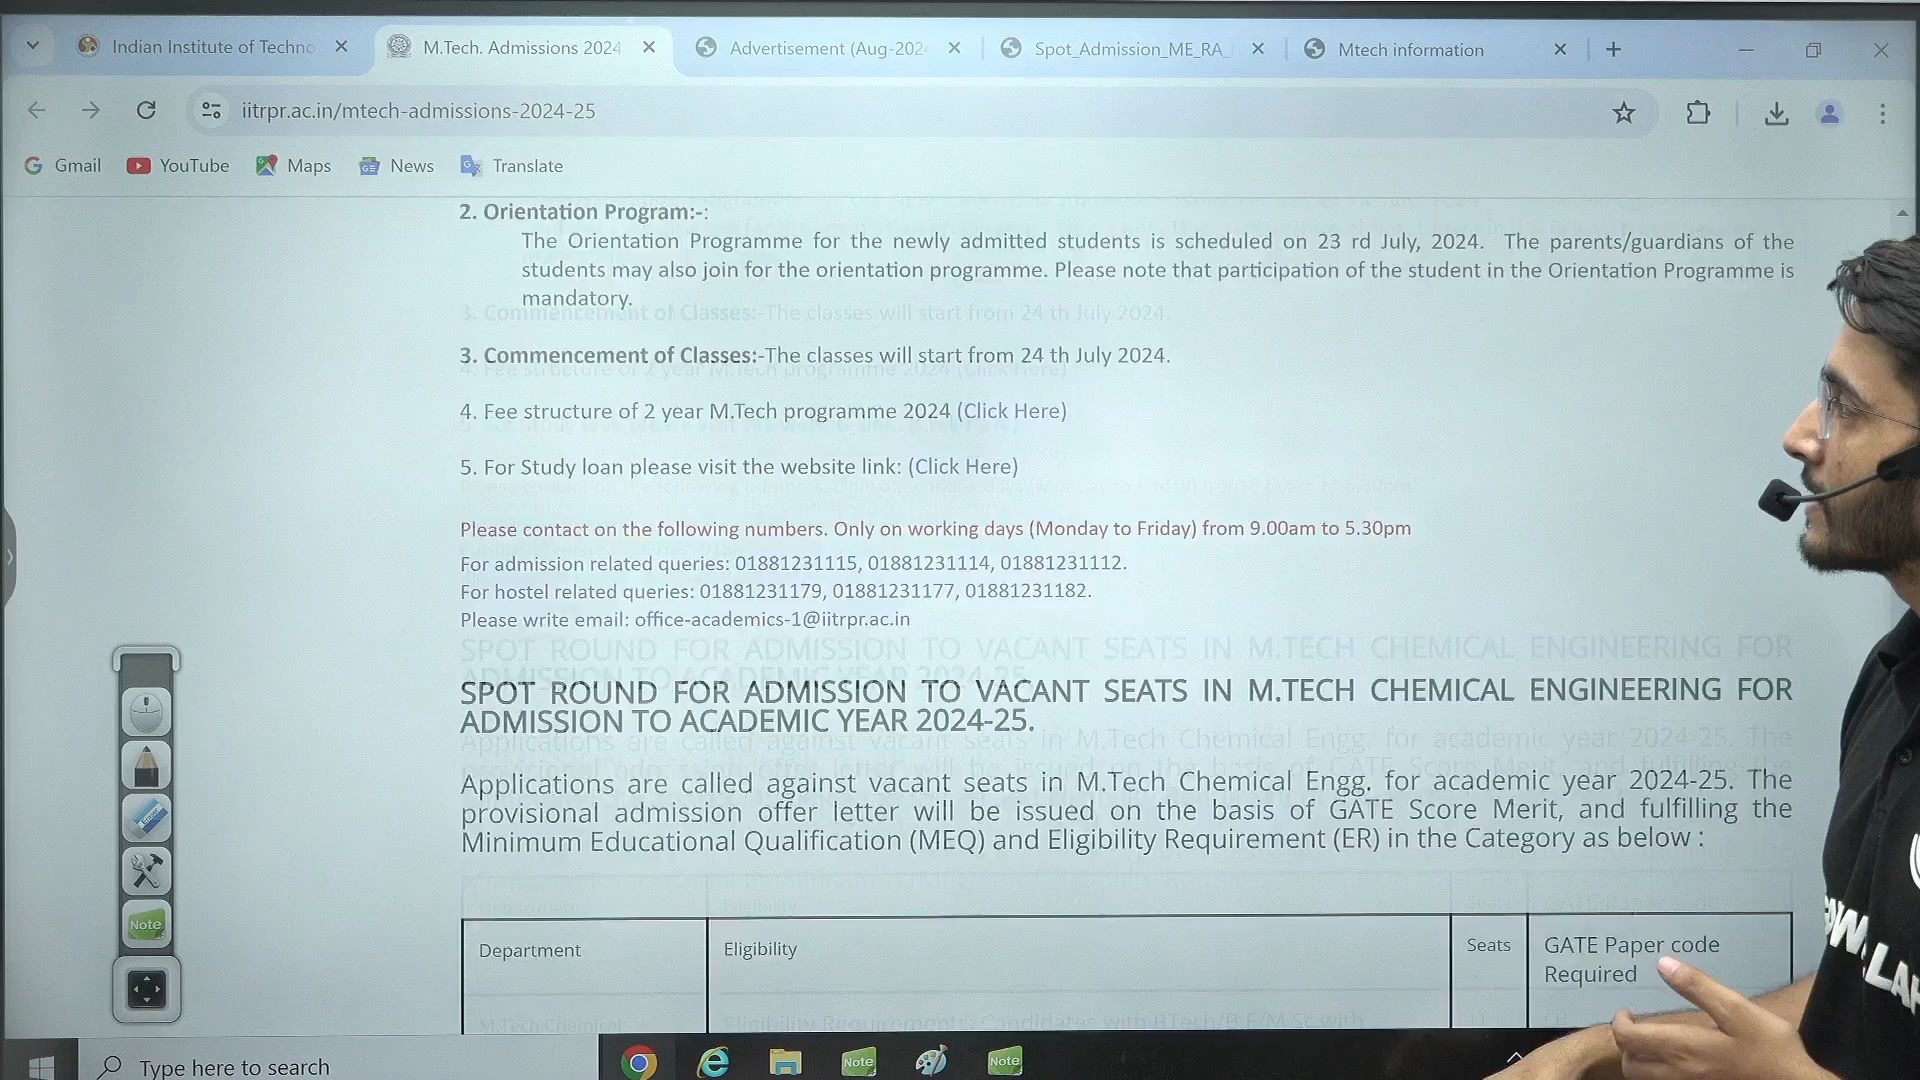 Indian Institute of Techno
M.Tech. Admissions 2024
Advertisement (Aug-202
Spot_Admission_ME_RA_
Mtech information
iitrpr.ac.in/mtech-admissions-2024-25
Gmail
YouTube
Maps
News
Translate
2. Orientation Program:-:
The Orientation Programme for the newly admitted students is scheduled on 23 rd July, 2024. The parents/guardians of the
students may also join for the orientation programme. Please note that participation of the student in the Orientation Programme is
mandatory.
3. Commencement of Classes:-The classes will start from 24 th July 2024.
4. Fee structure of 2 year M.Tech programme 2024 (Click Here)
5. For Study loan please visit the website link: (Click Here)
Please contact on the following numbers. Only on working days (Monday to Friday) from 9.00am to 5.30pm
For admission related queries: 01881231115, 01881231114, 01881231112.
For hostel related queries: 01881231179, 01881231177, 01881231182.
Please write email: office-academics-1@iitrpr.ac.in
SPOT ROUND FOR ADMISSION TO VACANT SEATS IN M.TECH CHEMICAL ENGINEERING FOR
ADMISSION TO ACADEMIC YEAR 2024-25.
Applications are called against vacant seats in M.Tech Chemical Engg. for academic year 2024-25. The
provisional admission offer letter will be issued on the basis of GATE Score Merit, and fulfilling the
Minimum Educational Qualification (MEQ) and Eligibility Requirement (ER) in the Category as below :
Department
Eligibility
Seats
GATE Paper code
Required
M.Tech Chemical
Eligibility Requirements: Candidates with BTech/B.E/M.Sc with
Note
Type here to search
Note
Note